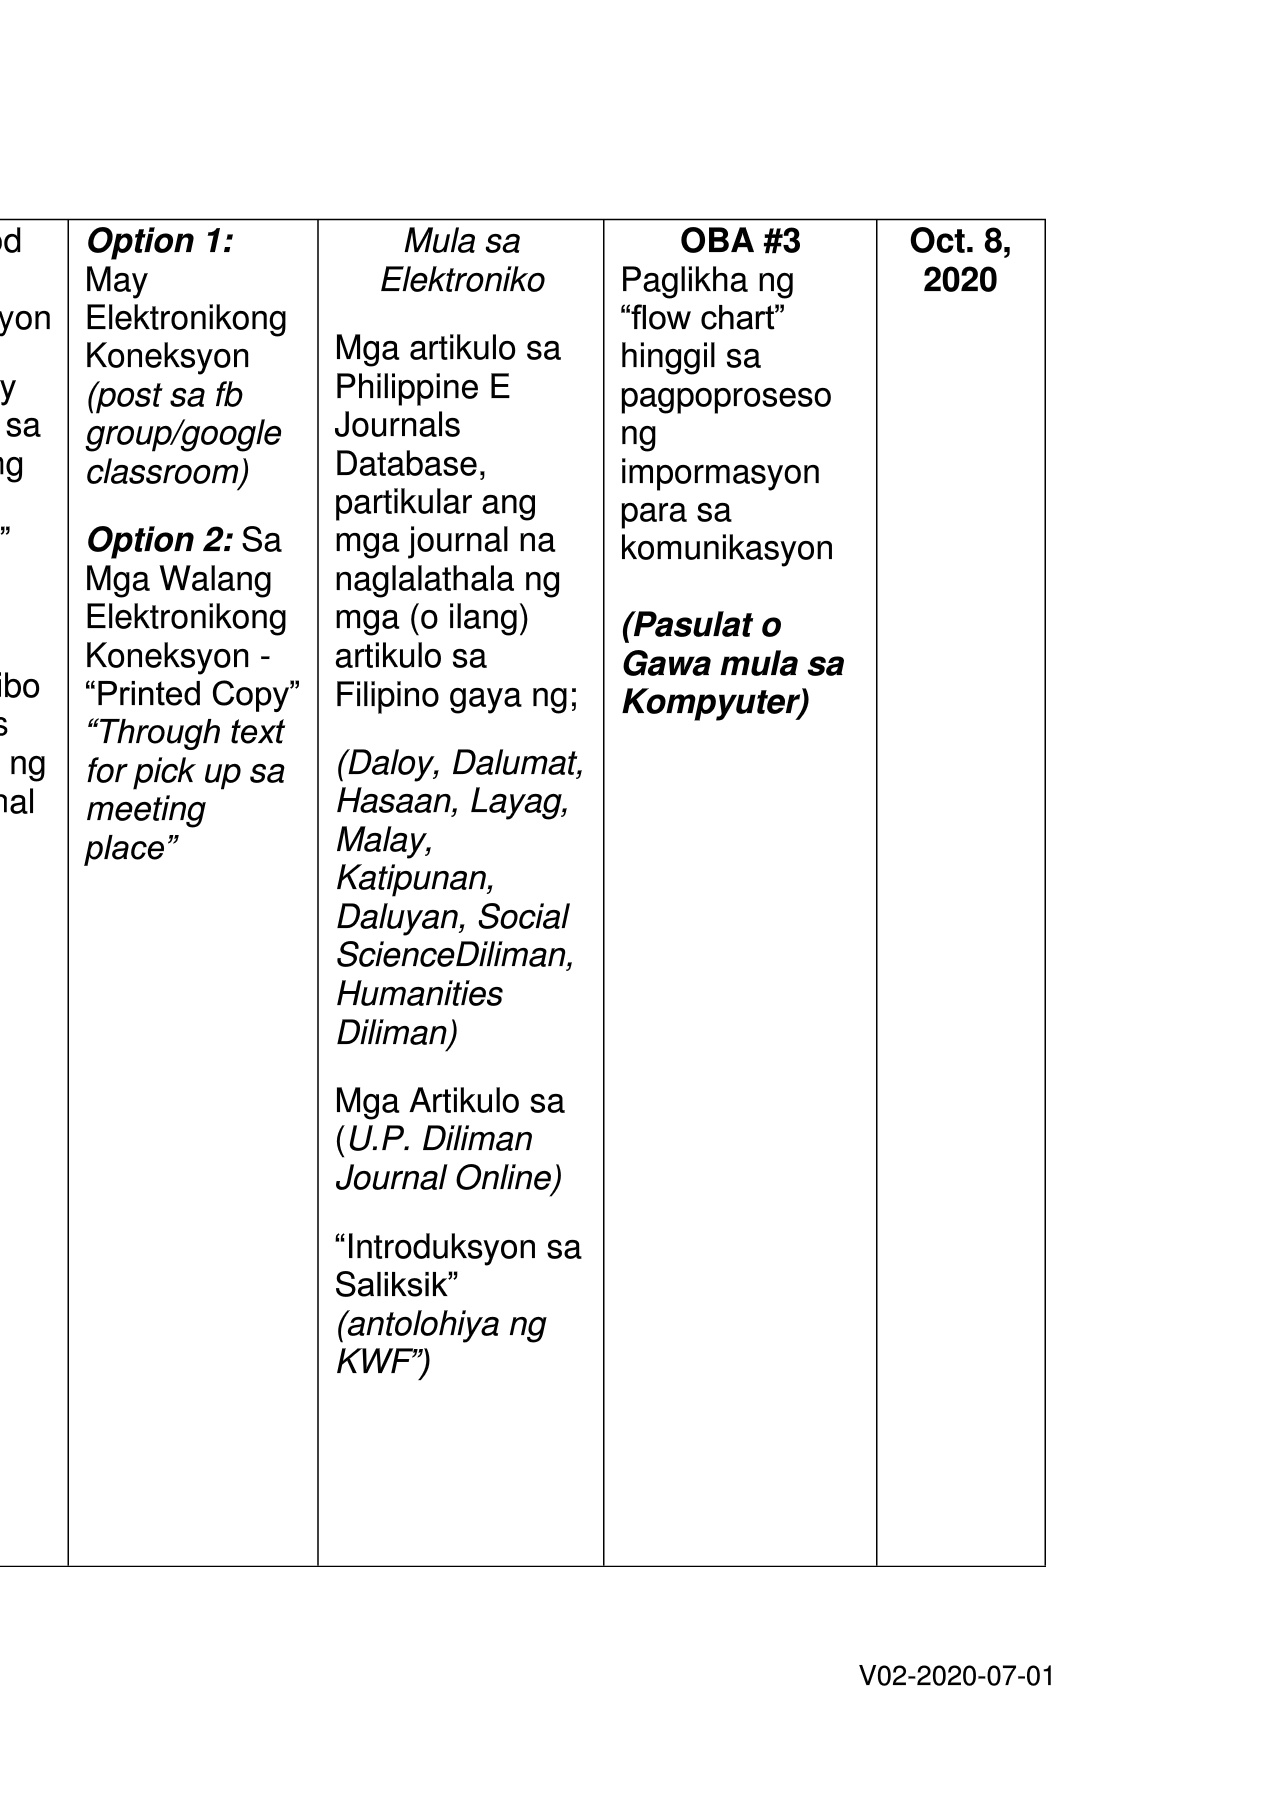 od
yon
y
sa
ng
”
ibo
s
ng
nal
Option 1:
May
Elektronikong
Koneksyon
(post sa fb
group/google
classroom)
Option 2: Sa
Mga Walang
Elektronikong
Koneksyon -
“Printed Copy”
“Through text
for pick up sa
meeting
place”
Mula sa
Elektroniko
Mga artikulo sa
Philippine E
Journals
Database,
partikular ang
mga journal na
naglalathala ng
mga (o ilang)
artikulo sa
Filipino gaya ng;
(Daloy, Dalumat,
Hasaan, Layag,
Malay,
Katipunan,
Daluyan, Social
ScienceDiliman,
Humanities
Diliman)
Mga Artikulo sa
(U.P. Diliman
Journal Online)
“Introduksyon sa
Saliksik”
(antolohiya ng
KWF”)
OBA #3
Paglikha ng
“flow chart”
hinggil sa
pagpoproseso
ng
impormasyon
para sa
komunikasyon
(Pasulat o
Gawa mula sa
Kompyuter)
Oct. 8,
2020
V02-2020-07-01